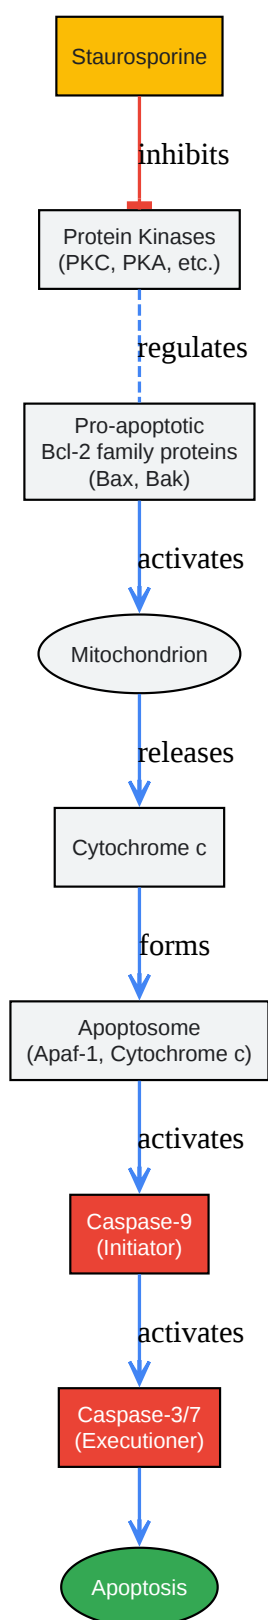 Staurosporine
inhibits
Protein Kinases
(PKC, PKA, etc.)
regulates
Pro-apoptotic
Bcl-2 family proteins
(Bax, Bak)
activates
Mitochondrion
releases
Cytochrome c
forms
Apoptosome
(Apaf-1, Cytochrome c)
activates
Caspase-9
(Initiator)
activates
Caspase-3/7
(Executioner)
Apoptosis